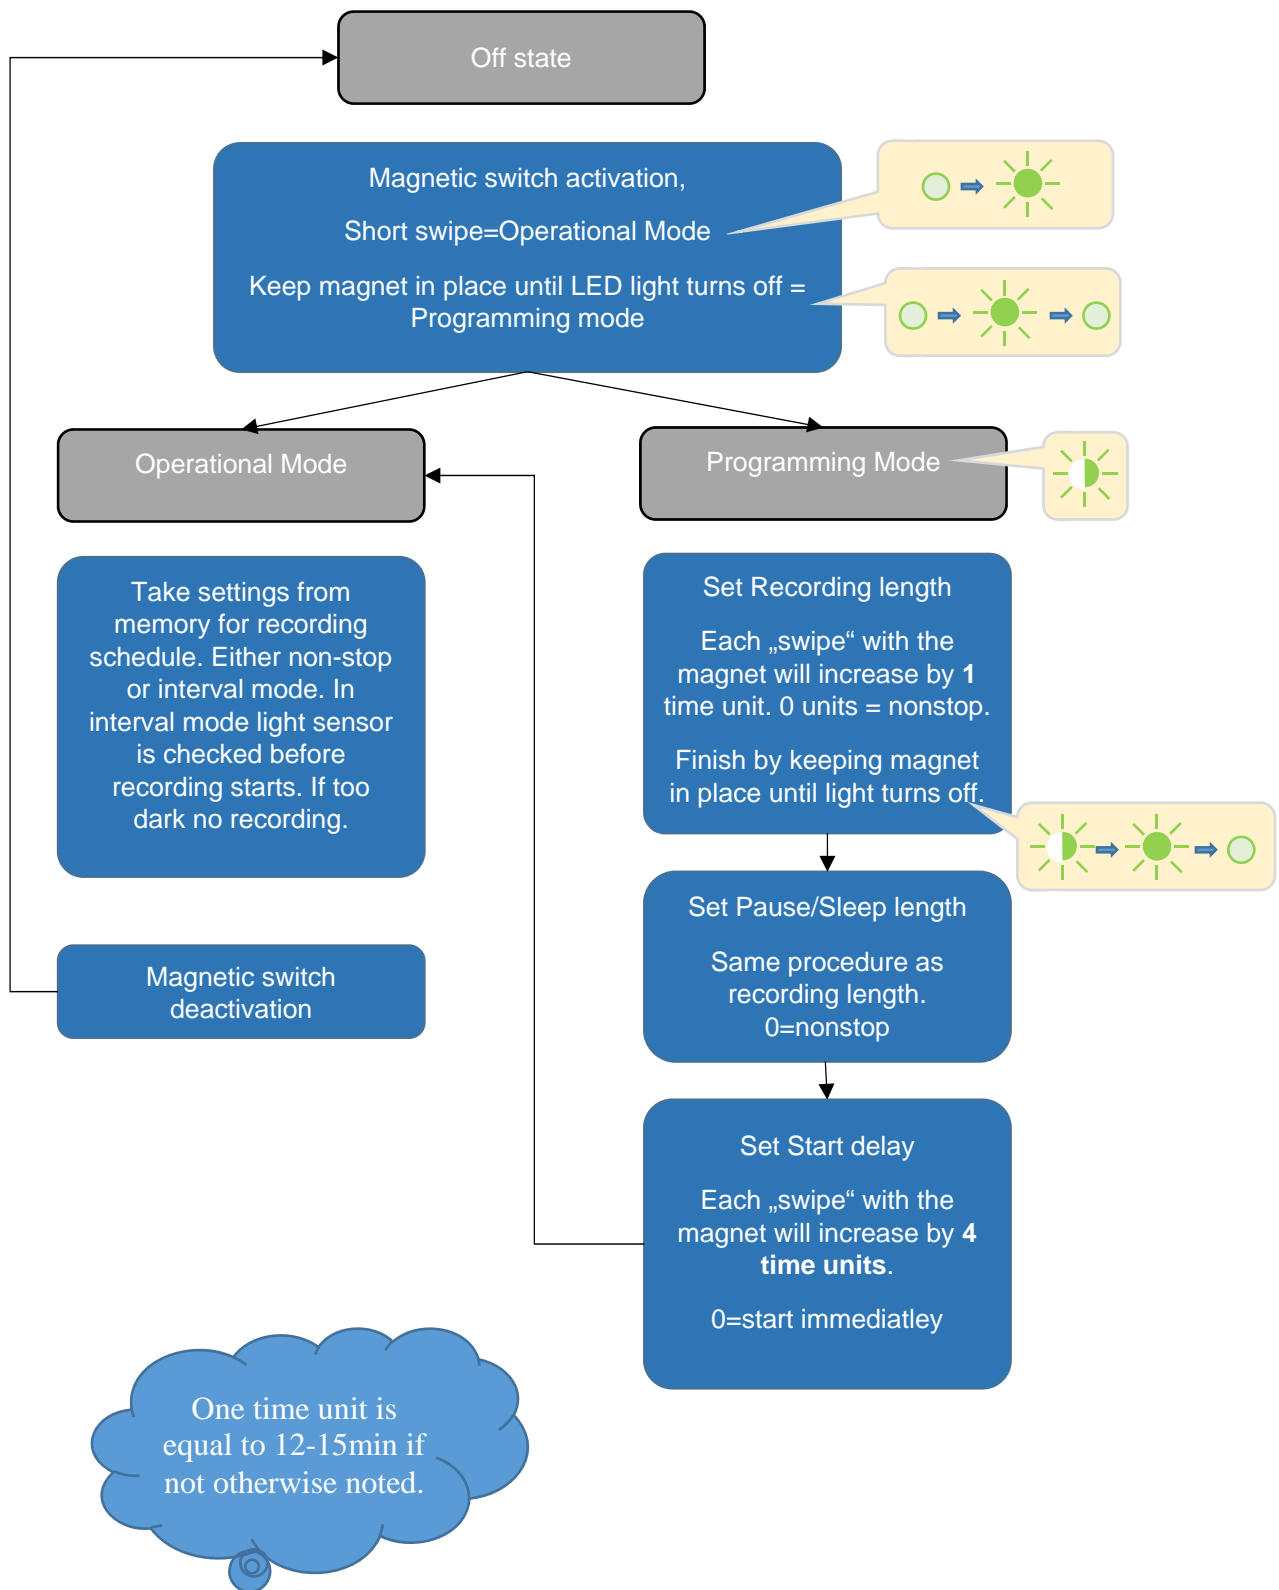 Off state
Magnetic switch activation,
Short swipe=Operational Mode
Keep magnet in place until LED light turns off =
Programming mode
Operational Mode
Programming Mode
Take settings from
memory for recording
schedule. Either non-stop
or interval mode. In
interval mode light sensor
is checked before
recording starts. If too
dark no recording.
Magnetic switch
deactivation
Set Recording length
Each „swipe“ with the
magnet will increase by 1
time unit. 0 units = nonstop.
Finish by keeping magnet
in place until light turns off.
Set Pause/Sleep length
Same procedure as
recording length.
0=nonstop
Set Start delay
Each „swipe“ with the
magnet will increase by 4
time units.
0=start immediatley
One time unit is
equal to 12-15min if
not otherwise noted.